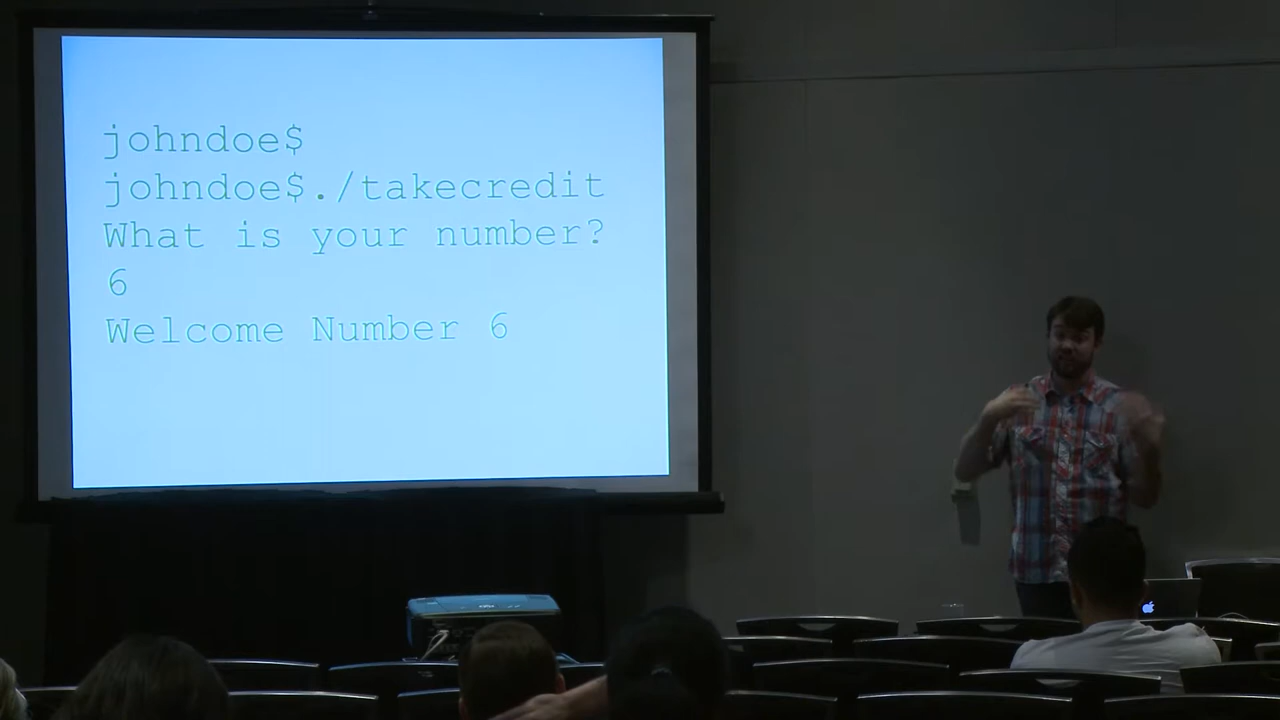 johndoe$
johndoe$./takecredit
What is your number?
6
Welcome Number 6